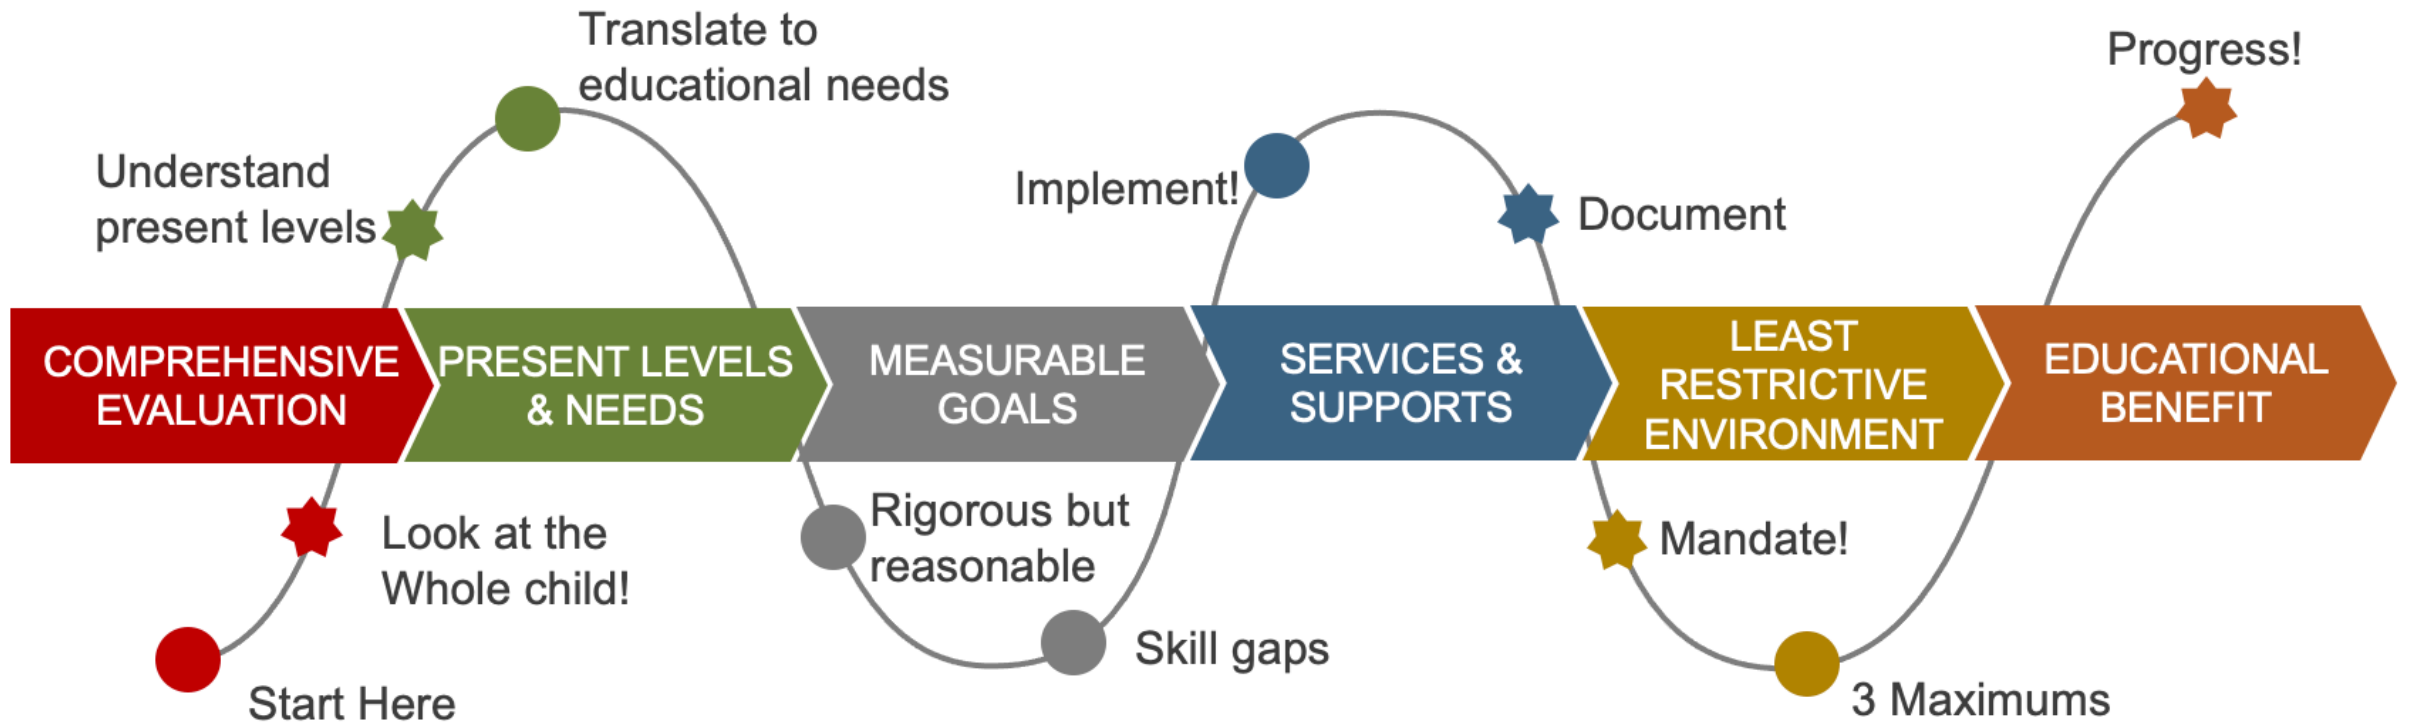 Translate to
educational needs
Progress!
Understand
present levels
Implement!
Document
COMPREHENSIVE
EVALUATION
PRESENT LEVELS
& NEEDS
MEASURABLE
GOALS
SERVICES &
SUPPORTS
LEAST
RESTRICTIVE
ENVIRONMENT
EDUCATIONAL
BENEFIT
Look at the
Whole child!
Rigorous but
reasonable
Mandate!
Start Here
Skill gaps
3 Maximums